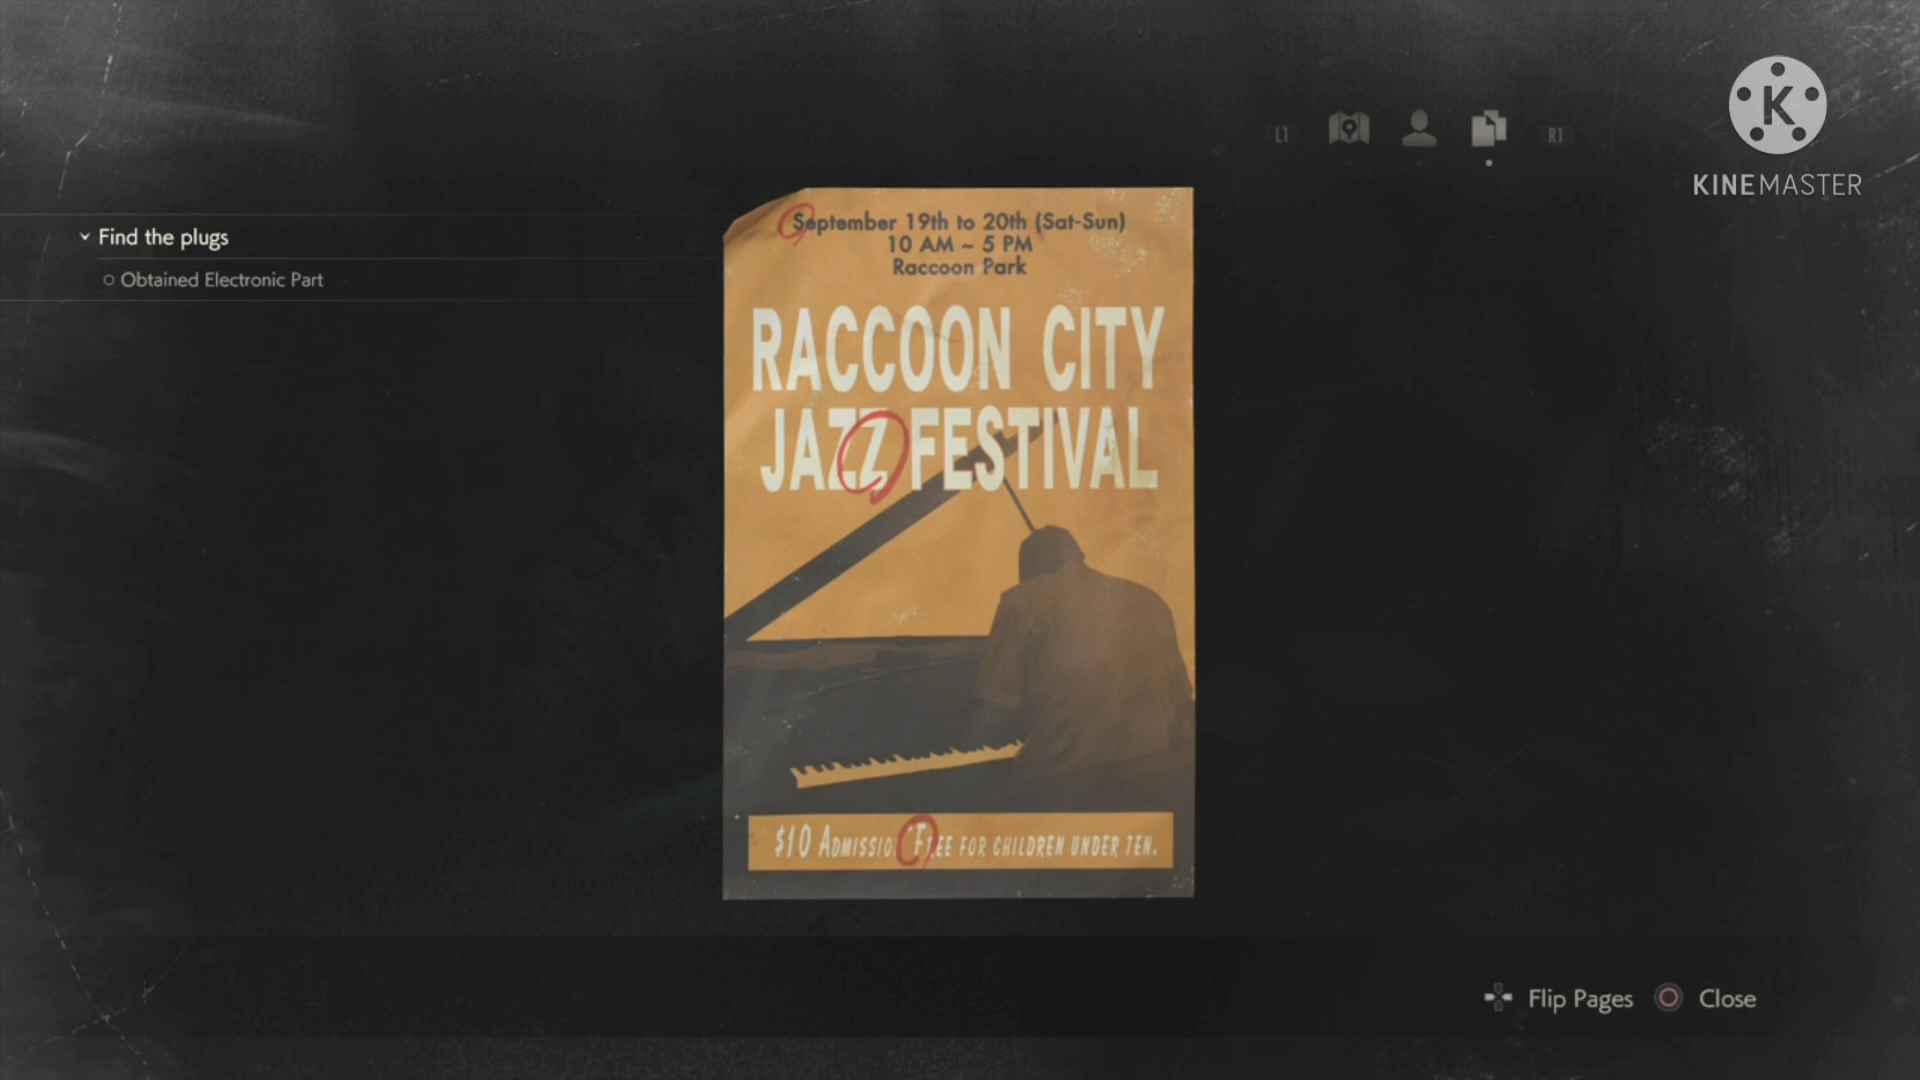 L1
R1
K
KINEMASTER
Find the plugs
Obtained Electronic Part
September 19th to 20th (Sat-Sun)
10 AM ~ 5 PM
Raccoon Park
RACCOON CITY
JAZZ FESTIVAL
$10 ADMISSION *FREE FOR CHILDREN UNDER TEN.
Flip Pages
Close